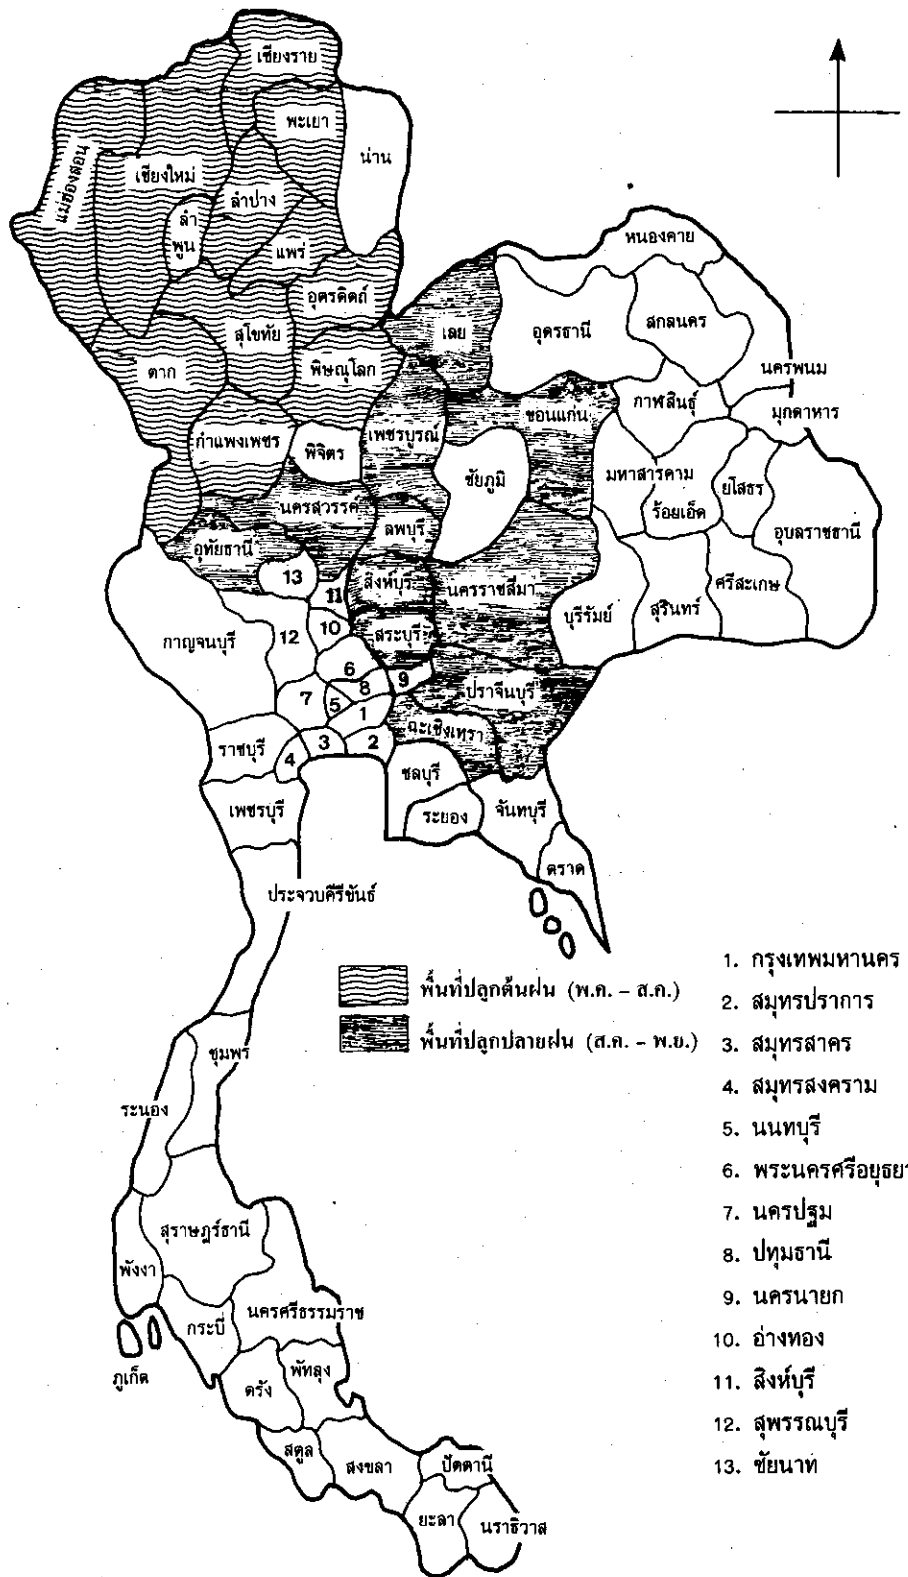 เชียงราย
พะเยา
น่าน
แม่ฮ่องสอน
เชียงใหม่
ลำปาง
ลำ
พูน
แพร่
อุตรดิตถ์
สุโขทัย
ตาก
พิษณุโลก
กำแพงเพชร
พิจิตร
เพชรบูรณ์
เลย
หนองคาย
อุดรธานี
สกลนคร
นครพนม
ขอนแก่น
กาฬสินธุ์
มุกดาหาร
ชัยภูมิ
มหาสารคาม
ร้อยเอ็ด
ยโสธร
อุบลราชธานี
นครสวรรค์
อุทัยธานี
ลพบุรี
13
11
สิงห์บุรี
นครราชสีมา
บุรีรัมย์
สุรินทร์
ศรีสะเกษ
กาญจนบุรี
12
10
สระบุรี
6
8
9
ปราจีนบุรี
7
5
1
ฉะเชิงเทรา
ราชบุรี
4
3
2
ชลบุรี
เพชรบุรี
ระยอง
จันทบุรี
ตราด
ประจวบคีรีขันธ์
พื้นที่ปลูกต้นฝน (พ.ค. - ส.ค.)
พื้นที่ปลูกปลายฝน (ส.ค. - พ.ย.)
1. กรุงเทพมหานคร
2. สมุทรปราการ
3. สมุทรสาคร
4. สมุทรสงคราม
5. นนทบุรี
6. พระนครศรีอยุธยา
7. นครปฐม
8. ปทุมธานี
9. นครนายก
10. อ่างทอง
11. สิงห์บุรี
12. สุพรรณบุรี
13. ชัยนาท
ชุมพร
ระนอง
สุราษฎร์ธานี
พังงา
นครศรีธรรมราช
กระบี่
ภูเก็ต
ตรัง
พัทลุง
สตูล
สงขลา
ปัตตานี
ยะลา
นราธิวาส